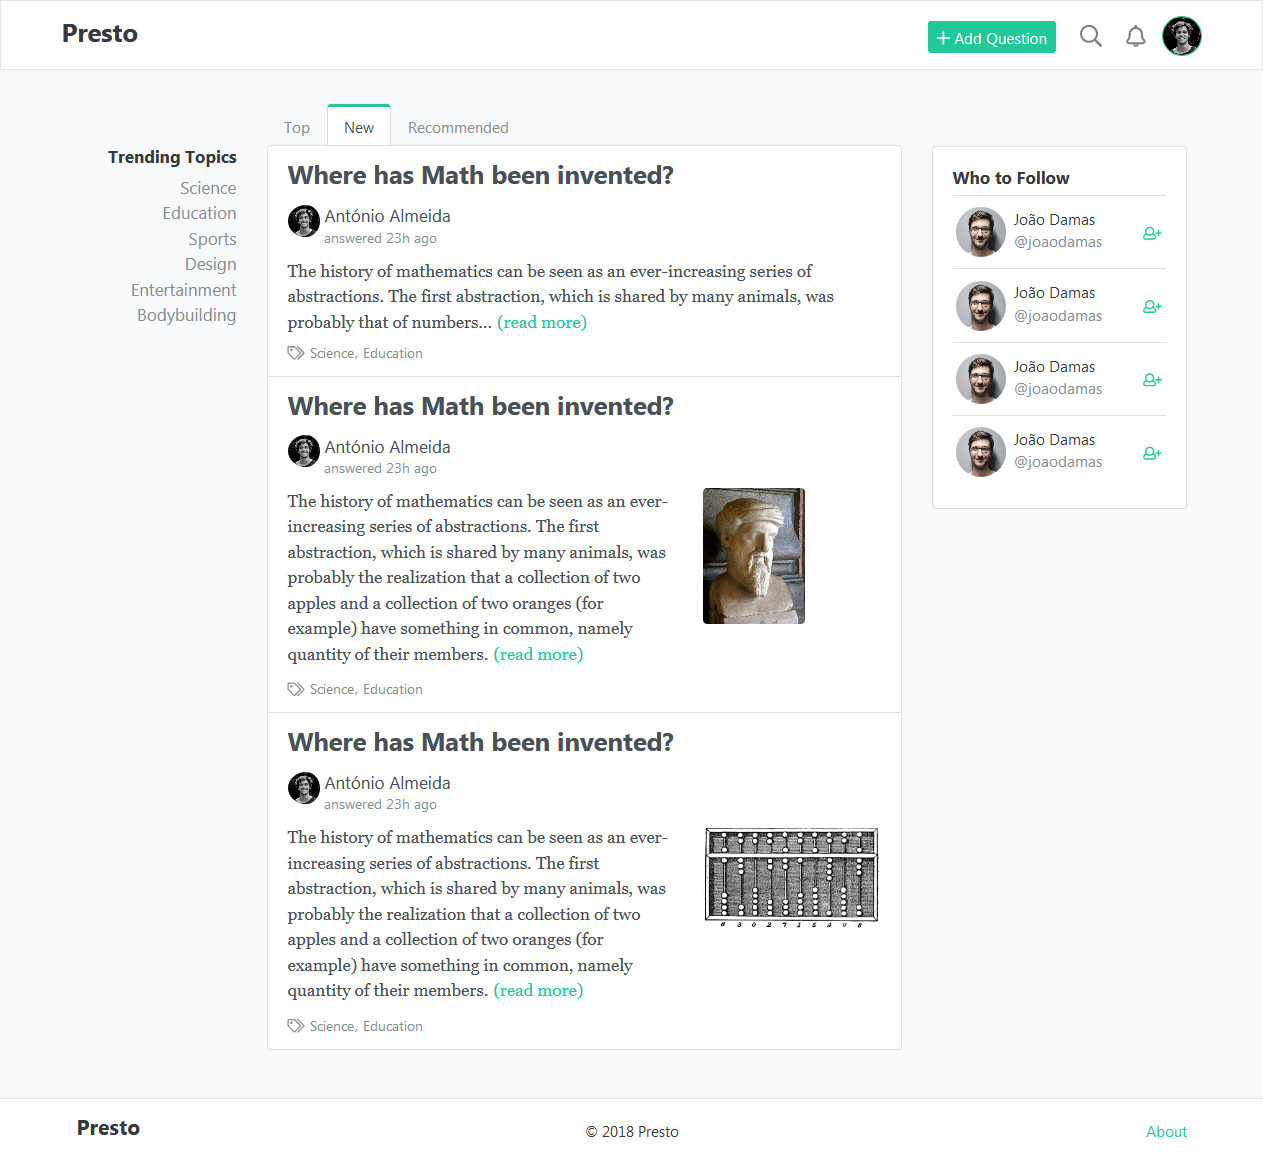 Presto
Add Question
Top
New
Recommended
Trending Topics
Science
Education
Sports
Design
Entertainment
Bodybuilding
Where has Math been invented?
António Almeida
answered 23h ago
The history of mathematics can be seen as an ever-increasing series of
abstractions. The first abstraction, which is shared by many animals, was
probably that of numbers... (read more)
Science, Education
Where has Math been invented?
António Almeida
answered 23h ago
The history of mathematics can be seen as an ever-
increasing series of abstractions. The first
abstraction, which is shared by many animals, was
probably the realization that a collection of two
apples and a collection of two oranges (for
example) have something in common, namely
quantity of their members. (read more)
Science, Education
Where has Math been invented?
António Almeida
answered 23h ago
The history of mathematics can be seen as an ever-
increasing series of abstractions. The first
abstraction, which is shared by many animals, was
probably the realization that a collection of two
apples and a collection of two oranges (for
example) have something in common, namely
quantity of their members. (read more)
Science, Education
Who to Follow
João Damas
@joaodamas
João Damas
@joaodamas
João Damas
@joaodamas
João Damas
@joaodamas
Presto
© 2018 Presto
About